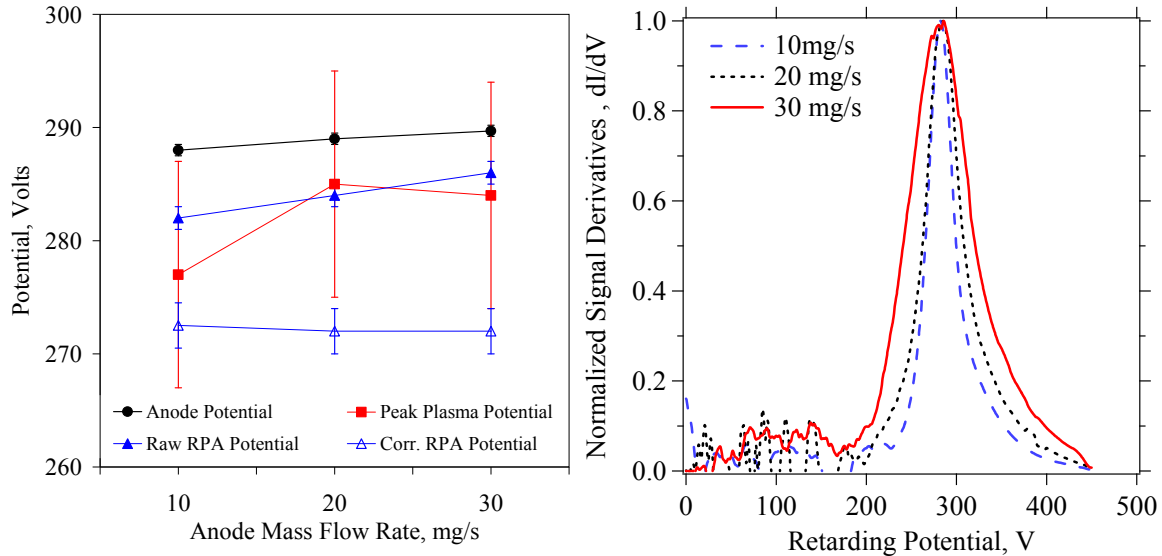 300
290
280
270
260
Potential, Volts
Anode Potential
Peak Plasma Potential
Raw RPA Potential
Corr. RPA Potential
10
20
30
Anode Mass Flow Rate, mg/s
1.0
0.8
0.6
0.4
0.2
0.0
Normalized Signal Derivatives , dI/dV
10mg/s
20 mg/s
30 mg/s
0
100
200
300
400
500
Retarding Potential, V